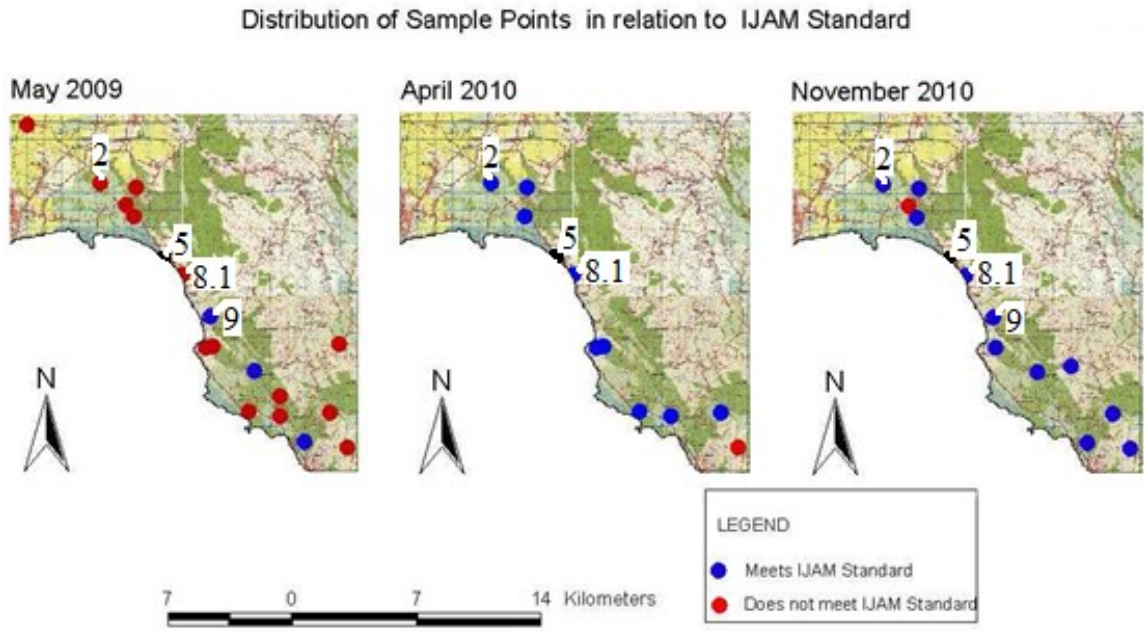 Distribution of Sample Points in relation to IJAM Standard
May 2009
April 2010
November 2010
2
5
8.1
9
N
2
5
8.1
N
2
5
8.1
9
N
LEGEND
Meets IJAM Standard
Does not meet IJAM Standard
7 0 7 14 Kilometers